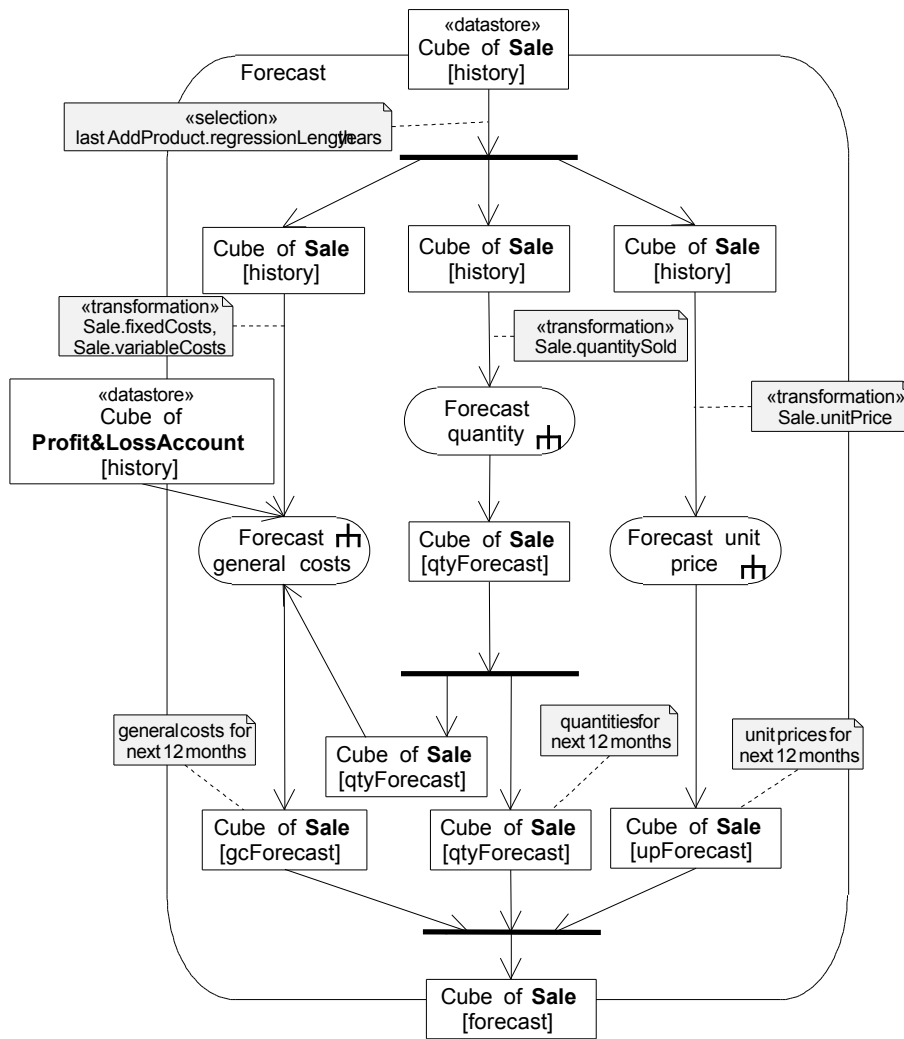 «datastore»
Cube of Sale
[history]
Forecast
«selection»
last AddProduct.regressionLength years
Cube of Sale
[history]
Cube of Sale
[history]
Cube of Sale
[history]
«transformation»
Sale.fixedCosts,
Sale.variableCosts
«transformation»
Sale.quantitySold
«datastore»
Cube of
Profit&LossAccount
[history]
Forecast
quantity
«transformation»
Sale.unitPrice
Forecast
general costs
Cube of Sale
[qtyForecast]
Forecast unit
price
general costs for
next 12 months
Cube of Sale
[qtyForecast]
quantities for
next 12 months
unit prices for
next 12 months
Cube of Sale
[gcForecast]
Cube of Sale
[qtyForecast]
Cube of Sale
[upForecast]
Cube of Sale
[forecast]